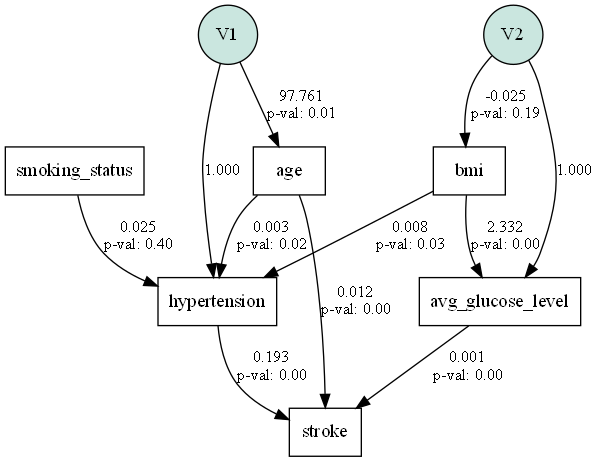 V1
V2
97.761
p-val: 0.01
-0.025
p-val: 0.19
smoking_status
1.000
age
bmi
1.000
0.025
p-val: 0.40
0.003
p-val: 0.02
0.008
p-val: 0.03
2.332
p-val: 0.00
hypertension
0.012
p-val: 0.00
avg_glucose_level
0.193
p-val: 0.00
0.001
p-val: 0.00
stroke